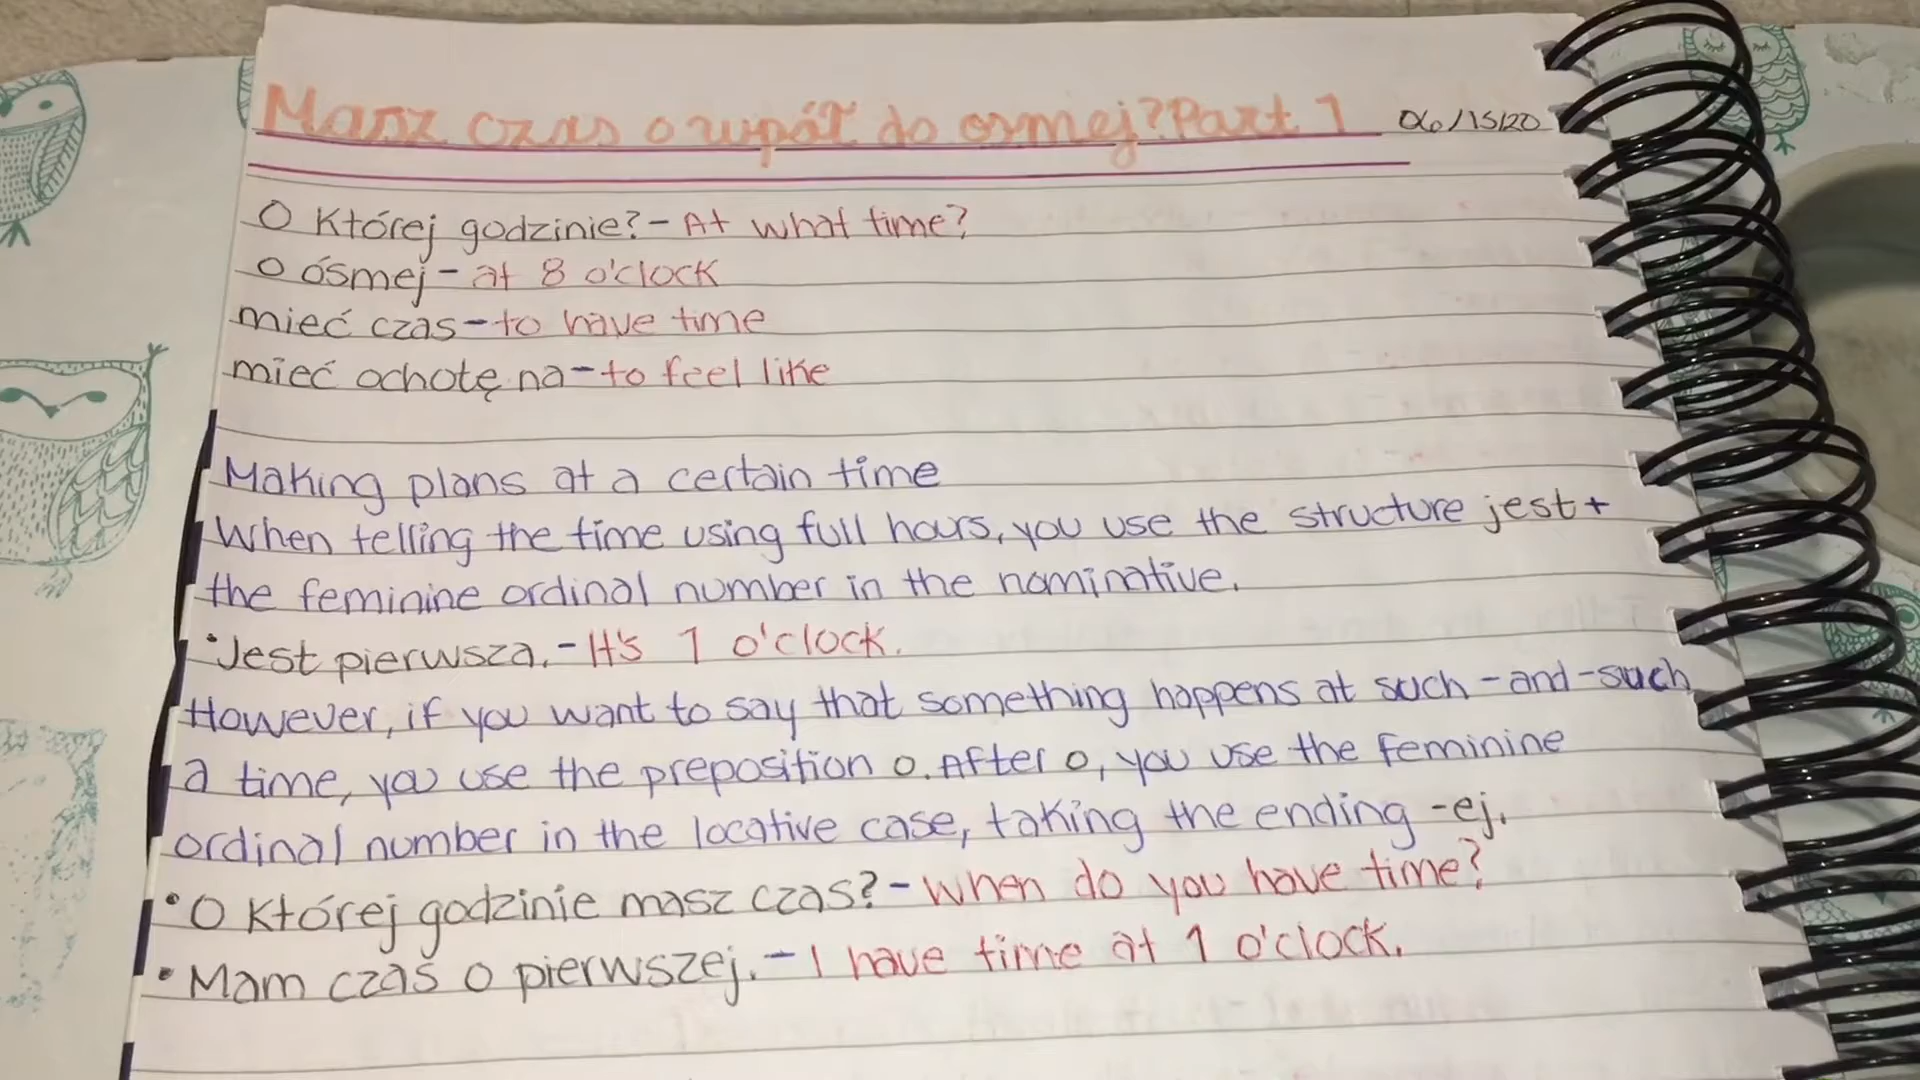 Masz czas o wpół do osmej? Part 1 06/15/20
O Której godzinie? - At what time?
O ósmej - at 8 o'clock
mieć czas - to have time
mieć ochotę na - to feel like
Making plans at a certain time
When telling the time using full hours, you use the structure jest +
the feminine ordinal number in the nominative.
• Jest pierwsza. - It's 1 o'clock.
However, if you want to say that something happens at such-and-such
a time, you use the preposition o. After o, you use the feminine
ordinal number in the locative case, taking the ending -ej.
• O Której godzinie masz czas? - When do you have time?
• Mam czas o pierwszej. - I have time at 1 o'clock.